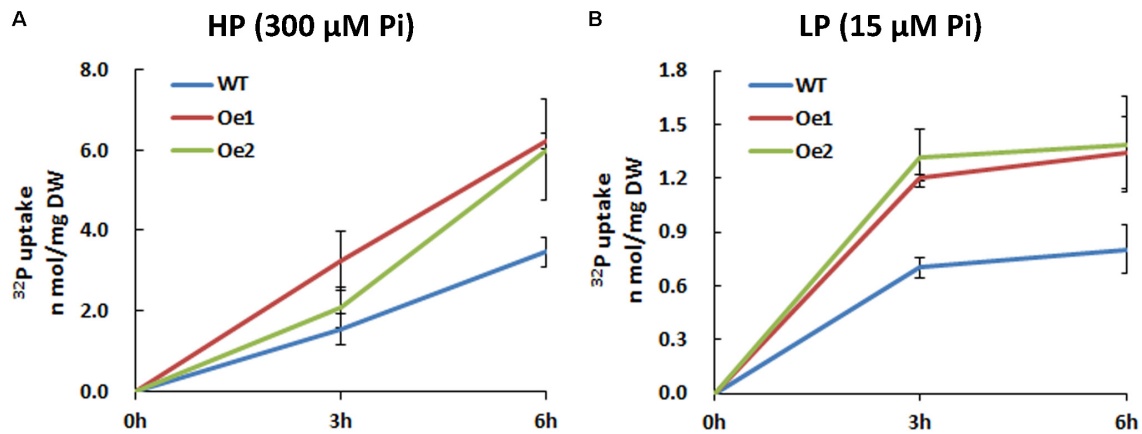 A
HP (300 µM Pi)
8.0
6.0
4.0
2.0
0.0
32P uptake
n mol/mg DW
WT
Oe1
Oe2
0h
3h
6h
B
LP (15 µM Pi)
1.8
1.5
1.2
0.9
0.6
0.3
0.0
32P uptake
n mol/mg DW
WT
Oe1
Oe2
0h
3h
6h